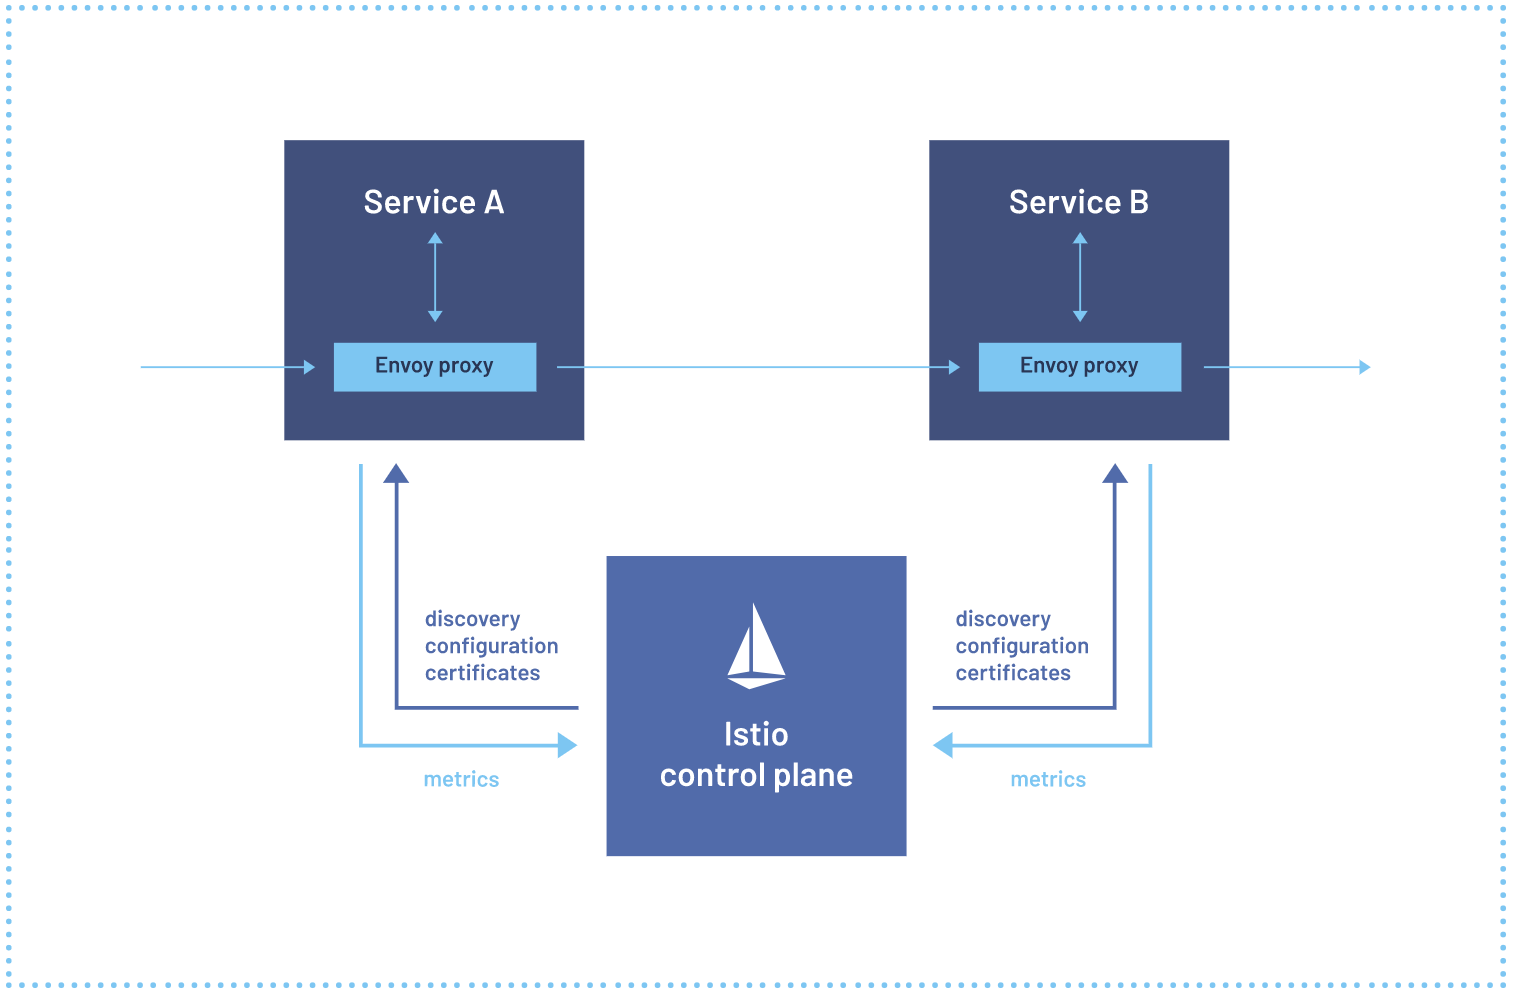 Service A
Envoy proxy
Service B
Envoy proxy
discovery
configuration
certificates
metrics
Istio
control plane
discovery
configuration
certificates
metrics